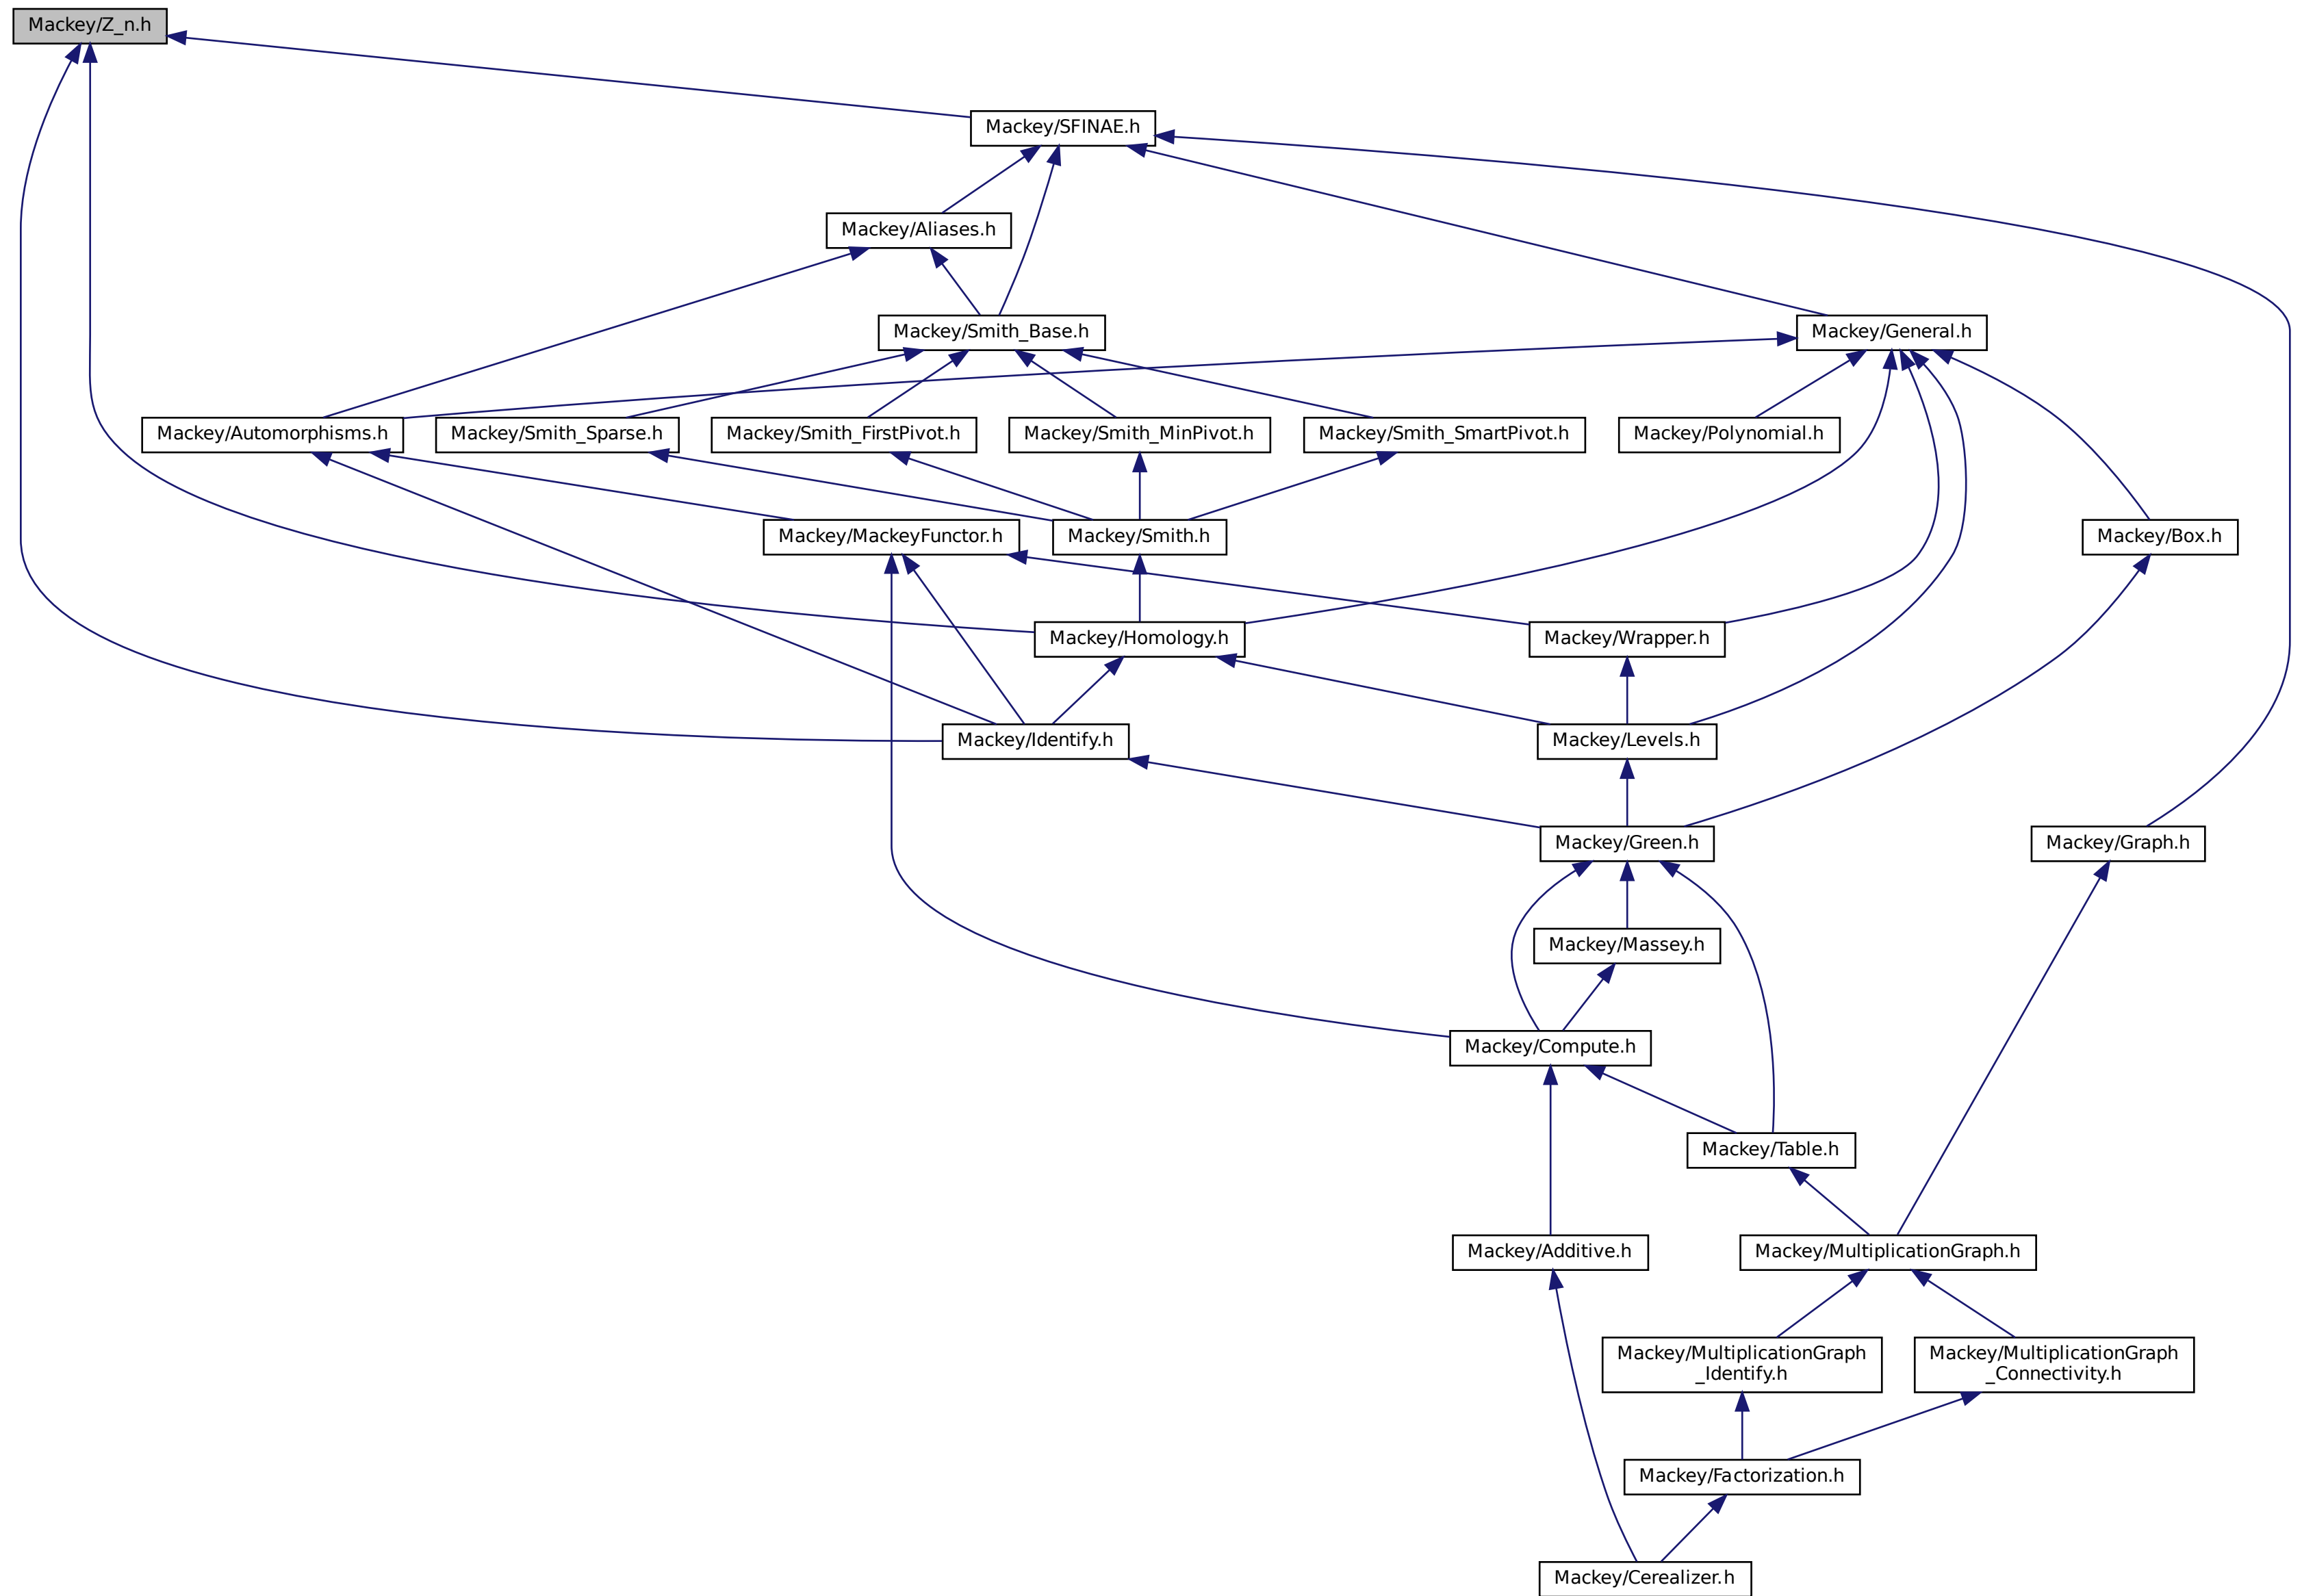 Mackey/Z_n.h
Mackey/SFINAE.h
Mackey/Aliases.h
Mackey/Smith_Base.h
Mackey/General.h
Mackey/Automorphisms.h
Mackey/Smith_Sparse.h
Mackey/Smith_FirstPivot.h
Mackey/Smith_MinPivot.h
Mackey/Smith_SmartPivot.h
Mackey/Polynomial.h
Mackey/MackeyFunctor.h
Mackey/Smith.h
Mackey/Box.h
Mackey/Homology.h
Mackey/Wrapper.h
Mackey/Identify.h
Mackey/Levels.h
Mackey/Green.h
Mackey/Graph.h
Mackey/Massey.h
Mackey/Compute.h
Mackey/Table.h
Mackey/Additive.h
Mackey/MultiplicationGraph.h
Mackey/MultiplicationGraph
_Identify.h
Mackey/MultiplicationGraph
_Connectivity.h
Mackey/Factorization.h
Mackey/Cerealizer.h